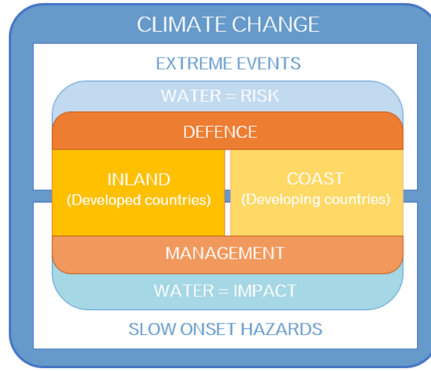 CLIMATE CHANGE
EXTREME EVENTS
WATER = RISK
DEFENCE
INLAND
(Developed countries)
COAST
(Developing countries)
MANAGEMENT
WATER = IMPACT
SLOW ONSET HAZARDS